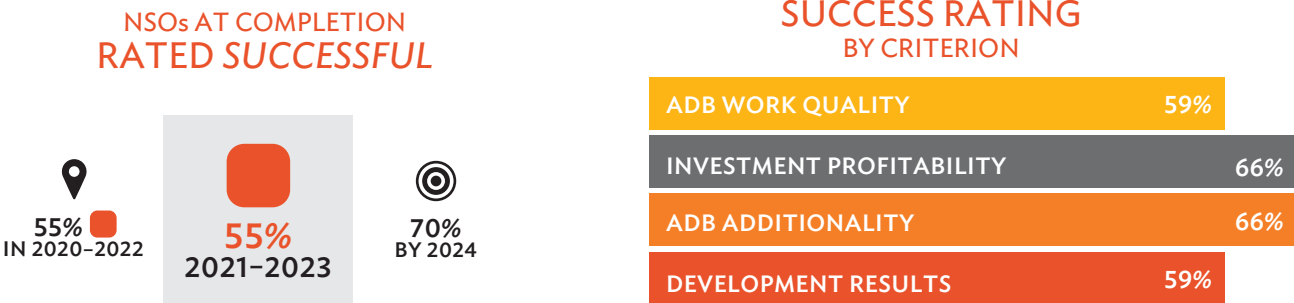 NSOs AT COMPLETION
RATED SUCCESSFUL
55%
IN 2020–2022
55%
2021–2023
70%
BY 2024
SUCCESS RATING
BY CRITERION
ADB WORK QUALITY 59%
INVESTMENT PROFITABILITY 66%
ADB ADDITIONALITY 66%
DEVELOPMENT RESULTS 59%